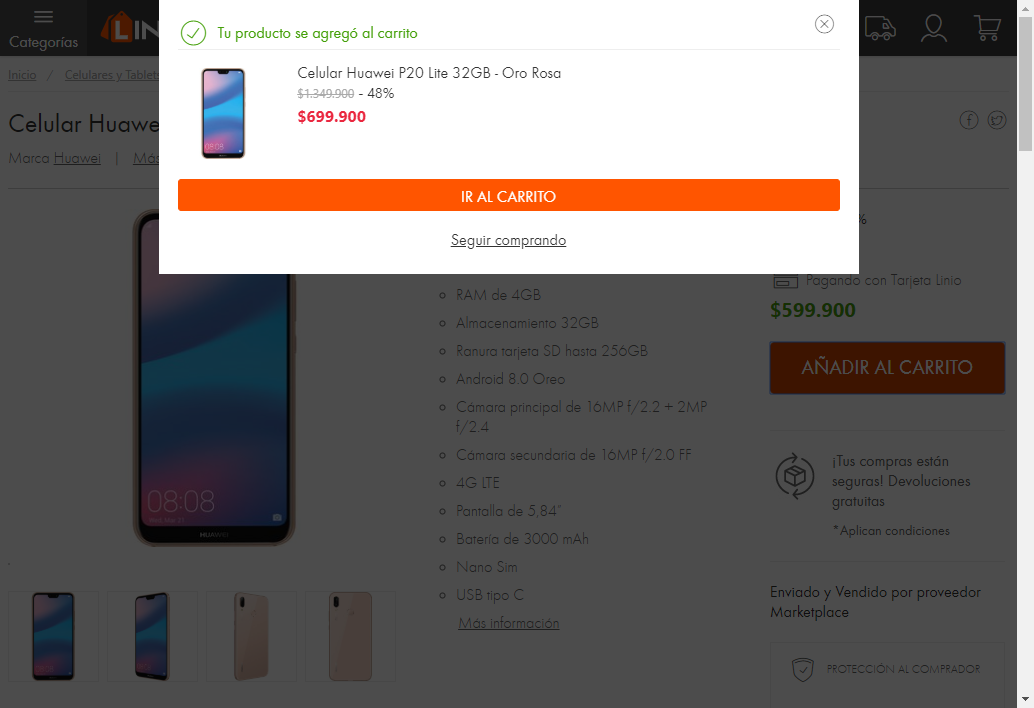 Categorías
LIN
Tu producto se agregó al carrito
Celular Huawei P20 Lite 32GB - Oro Rosa
$1.349.900 - 48%
$699.900
IR AL CARRITO
Seguir comprando
Inicio / Celulares y Tablets
Celular Huawe
Marca Huawei | Más
%
Pagando con Tarjeta Linio
$599.900
AÑADIR AL CARRITO
RAM de 4GB
Almacenamiento 32GB
Ranura tarjeta SD hasta 256GB
Android 8.0 Oreo
Cámara principal de 16MP f/2.2 + 2MP
f/2.4
Cámara secundaria de 16MP f/2.0 FF
4G LTE
Pantalla de 5,84"
Batería de 3000 mAh
Nano Sim
USB tipo C
Más información
¡Tus compras están
seguras! Devoluciones
gratuitas
*Aplican condiciones
Enviado y Vendido por proveedor
Marketplace
PROTECCIÓN AL COMPRADOR
08:08
HUAWEI